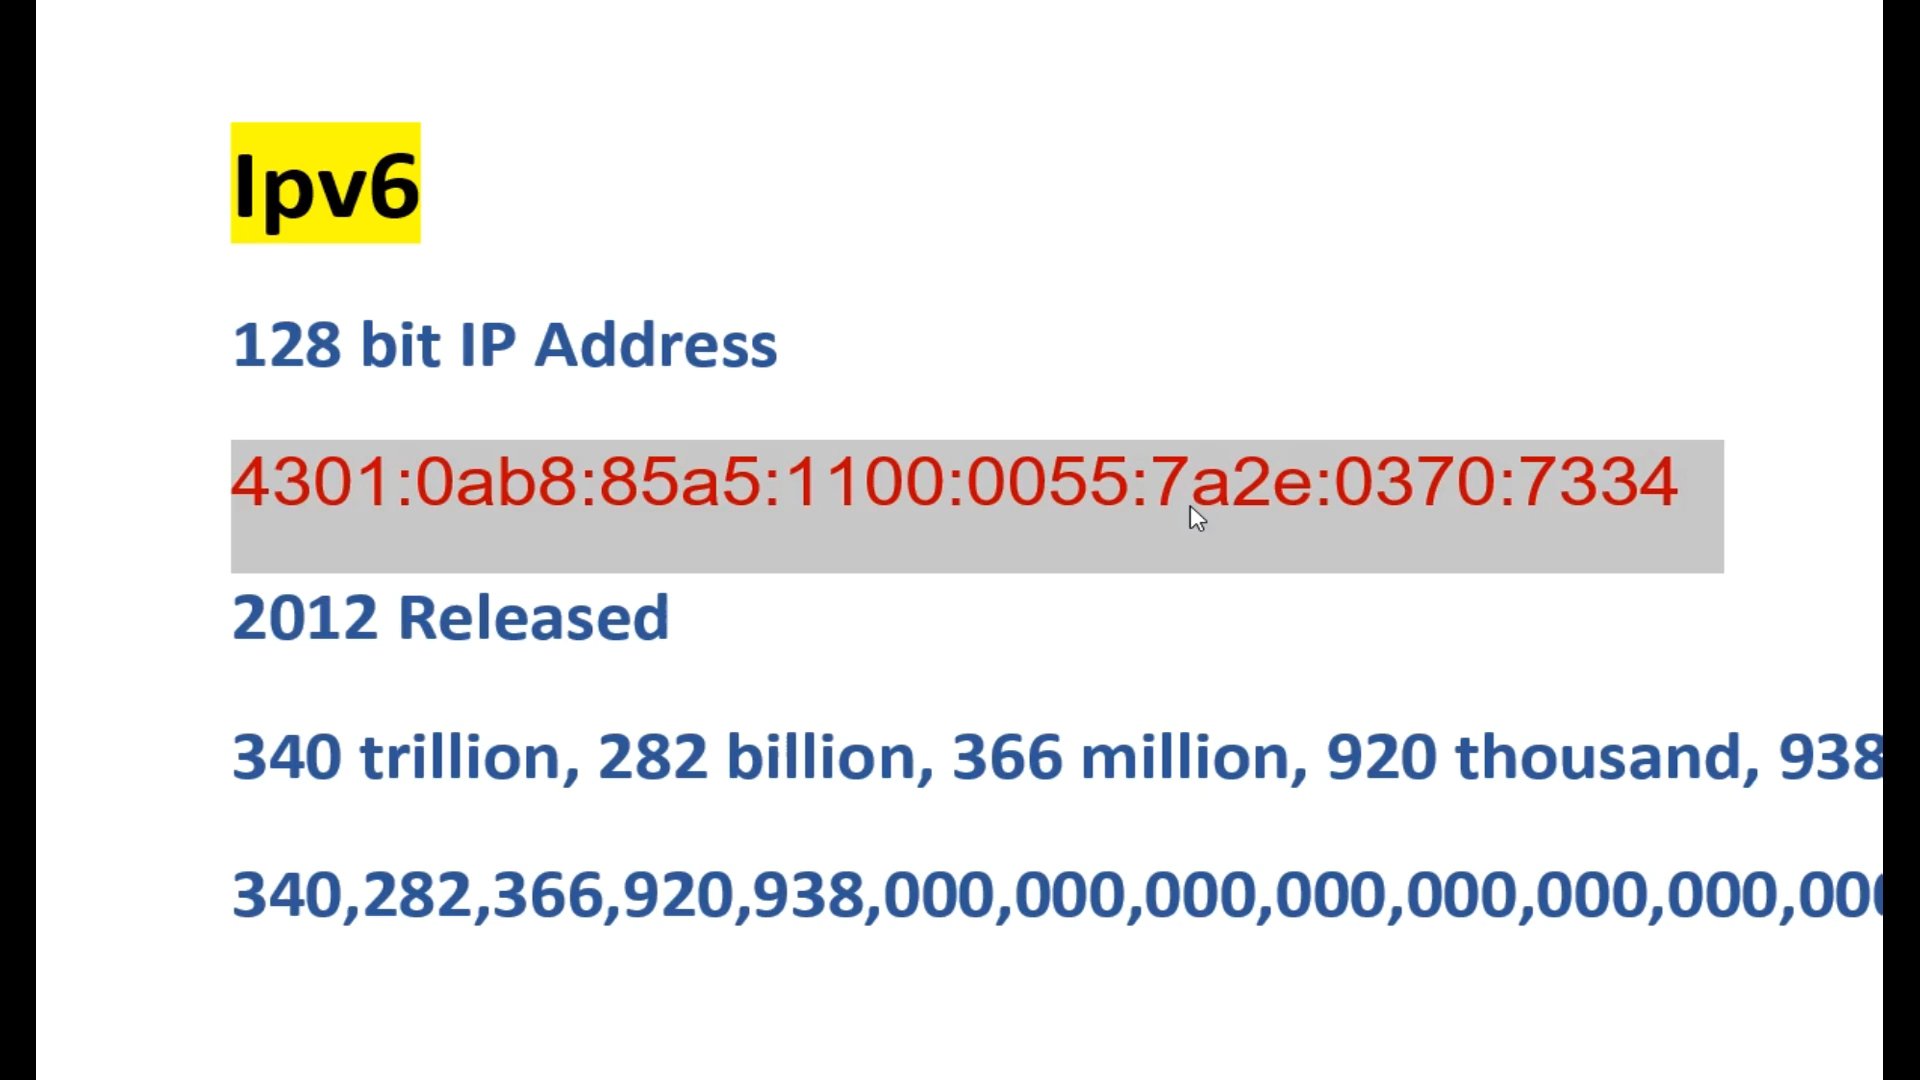 Ipv6
128 bit IP Address
4301:0ab8:85a5:1100:0055:7a2e:0370:7334
2012 Released
340 trillion, 282 billion, 366 million, 920 thousand, 938
340,282,366,920,938,000,000,000,000,000,000,000,00